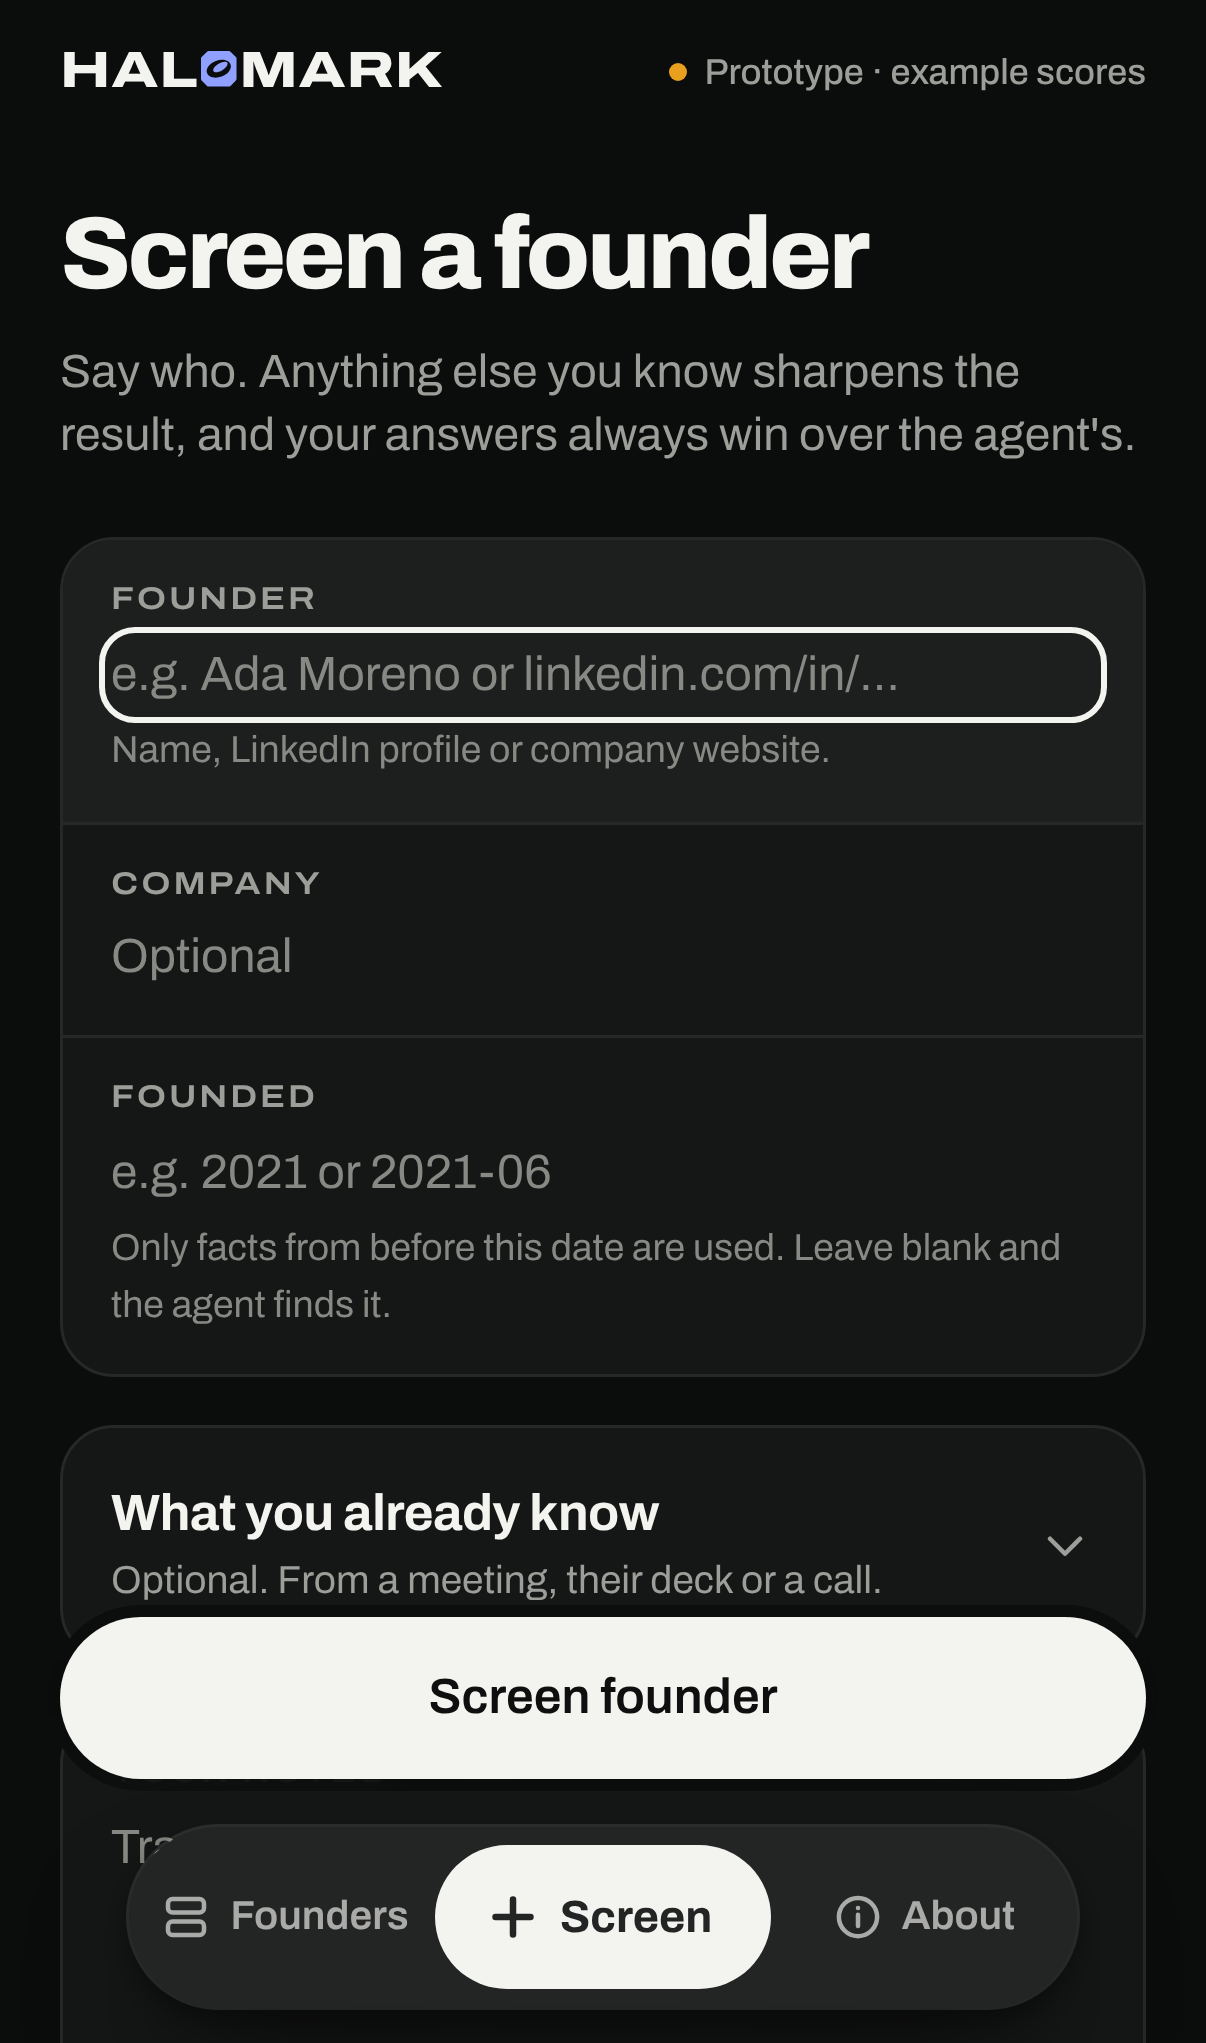 HALOMARK
Prototype · example scores
Screen a founder
Say who. Anything else you know sharpens the
result, and your answers always win over the agent's.
FOUNDER
e.g. Ada Moreno or linkedin.com/in/...
Name, LinkedIn profile or company website.
COMPANY
Optional
FOUNDED
e.g. 2021 or 2021-06
Only facts from before this date are used. Leave blank and
the agent finds it.
What you already know
Optional. From a meeting, their deck or a call.
Screen founder
Founders
Screen
About